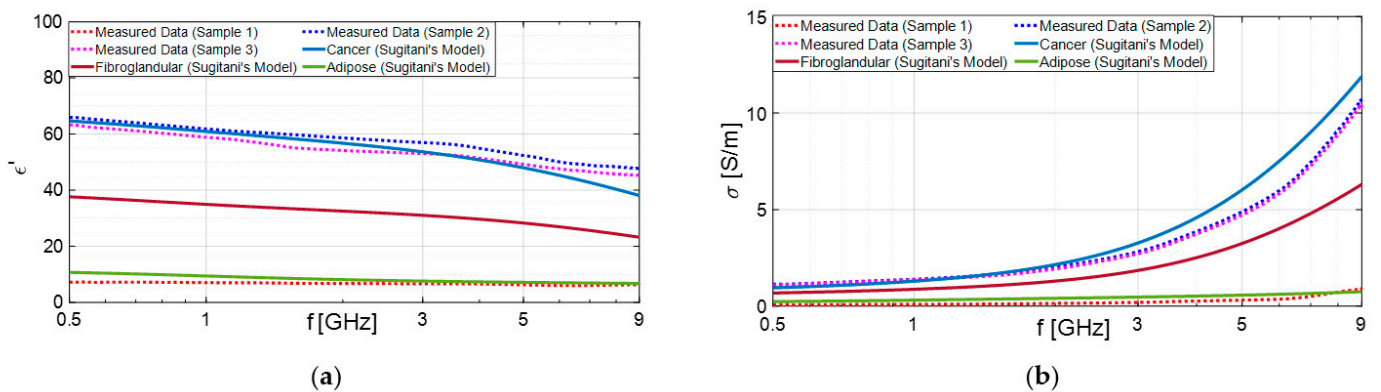 Measured Data (Sample 1) Measured Data (Sample 2)
Measured Data (Sample 3) Cancer (Sugitani's Model)
Fibroglandular (Sugitani's Model) Adipose (Sugitani's Model)
100
80
60
40
20
0
ϵ'
0.5 1 3 5 9
f [GHz]
(a)
Measured Data (Sample 1) Measured Data (Sample 2)
Measured Data (Sample 3) Cancer (Sugitani's Model)
Fibroglandular (Sugitani's Model) Adipose (Sugitani's Model)
15
10
5
0
σ [S/m]
0.5 1 3 5 9
f [GHz]
(b)